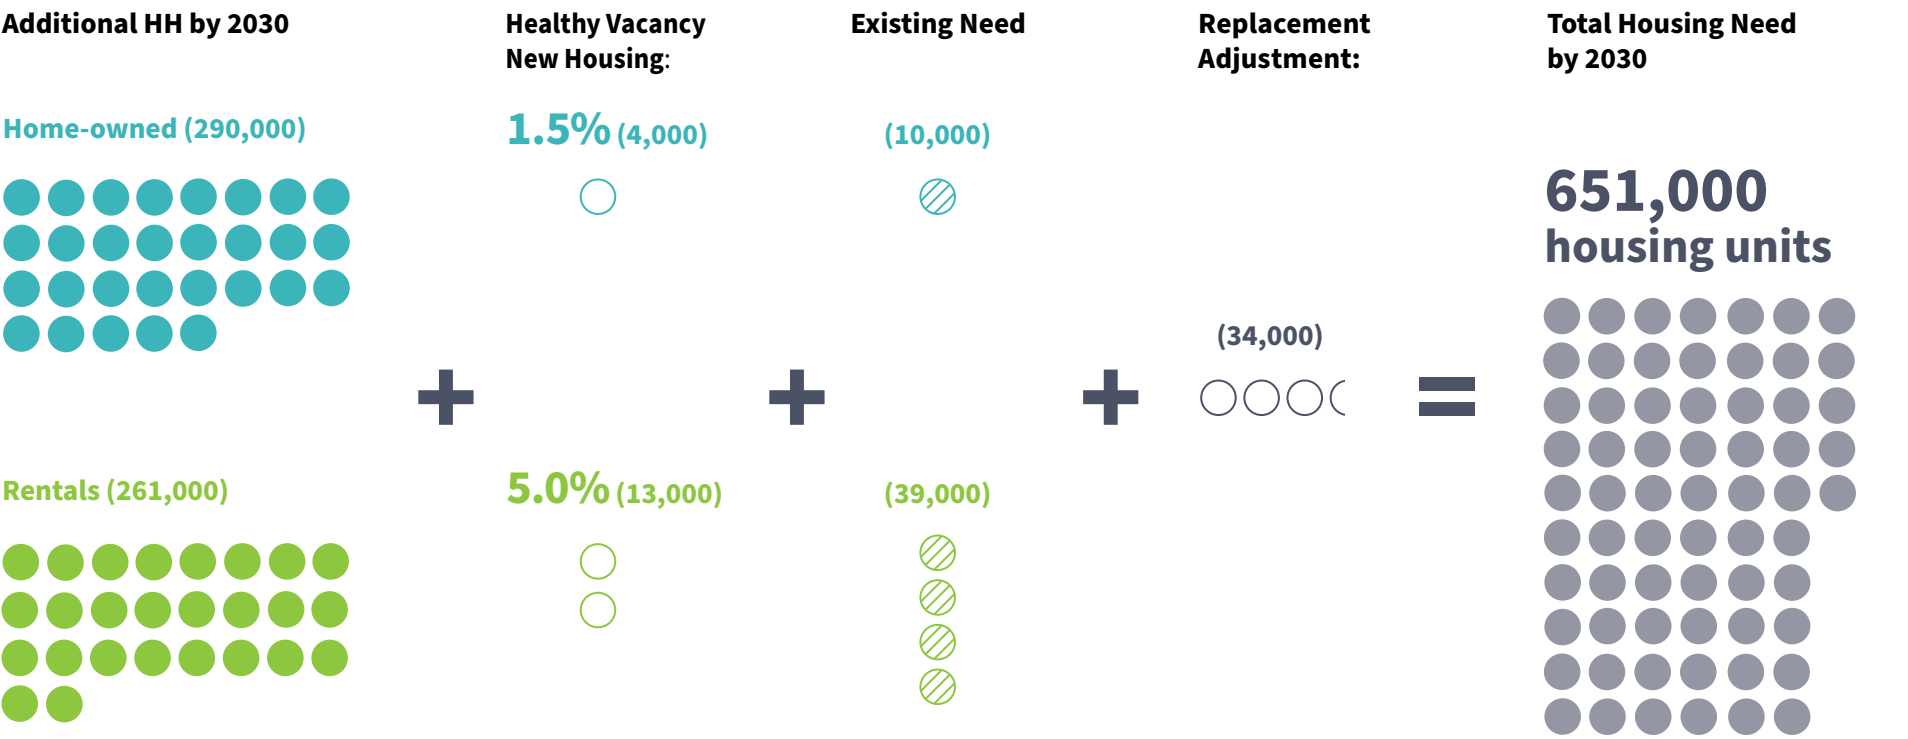 Additional HH by 2030
Home-owned (290,000)
Rentals (261,000)
+
Healthy Vacancy
New Housing:
1.5% (4,000)
5.0% (13,000)
+
Existing Need
(10,000)
(39,000)
+
Replacement
Adjustment:
(34,000)
=
Total Housing Need
by 2030
651,000
housing units